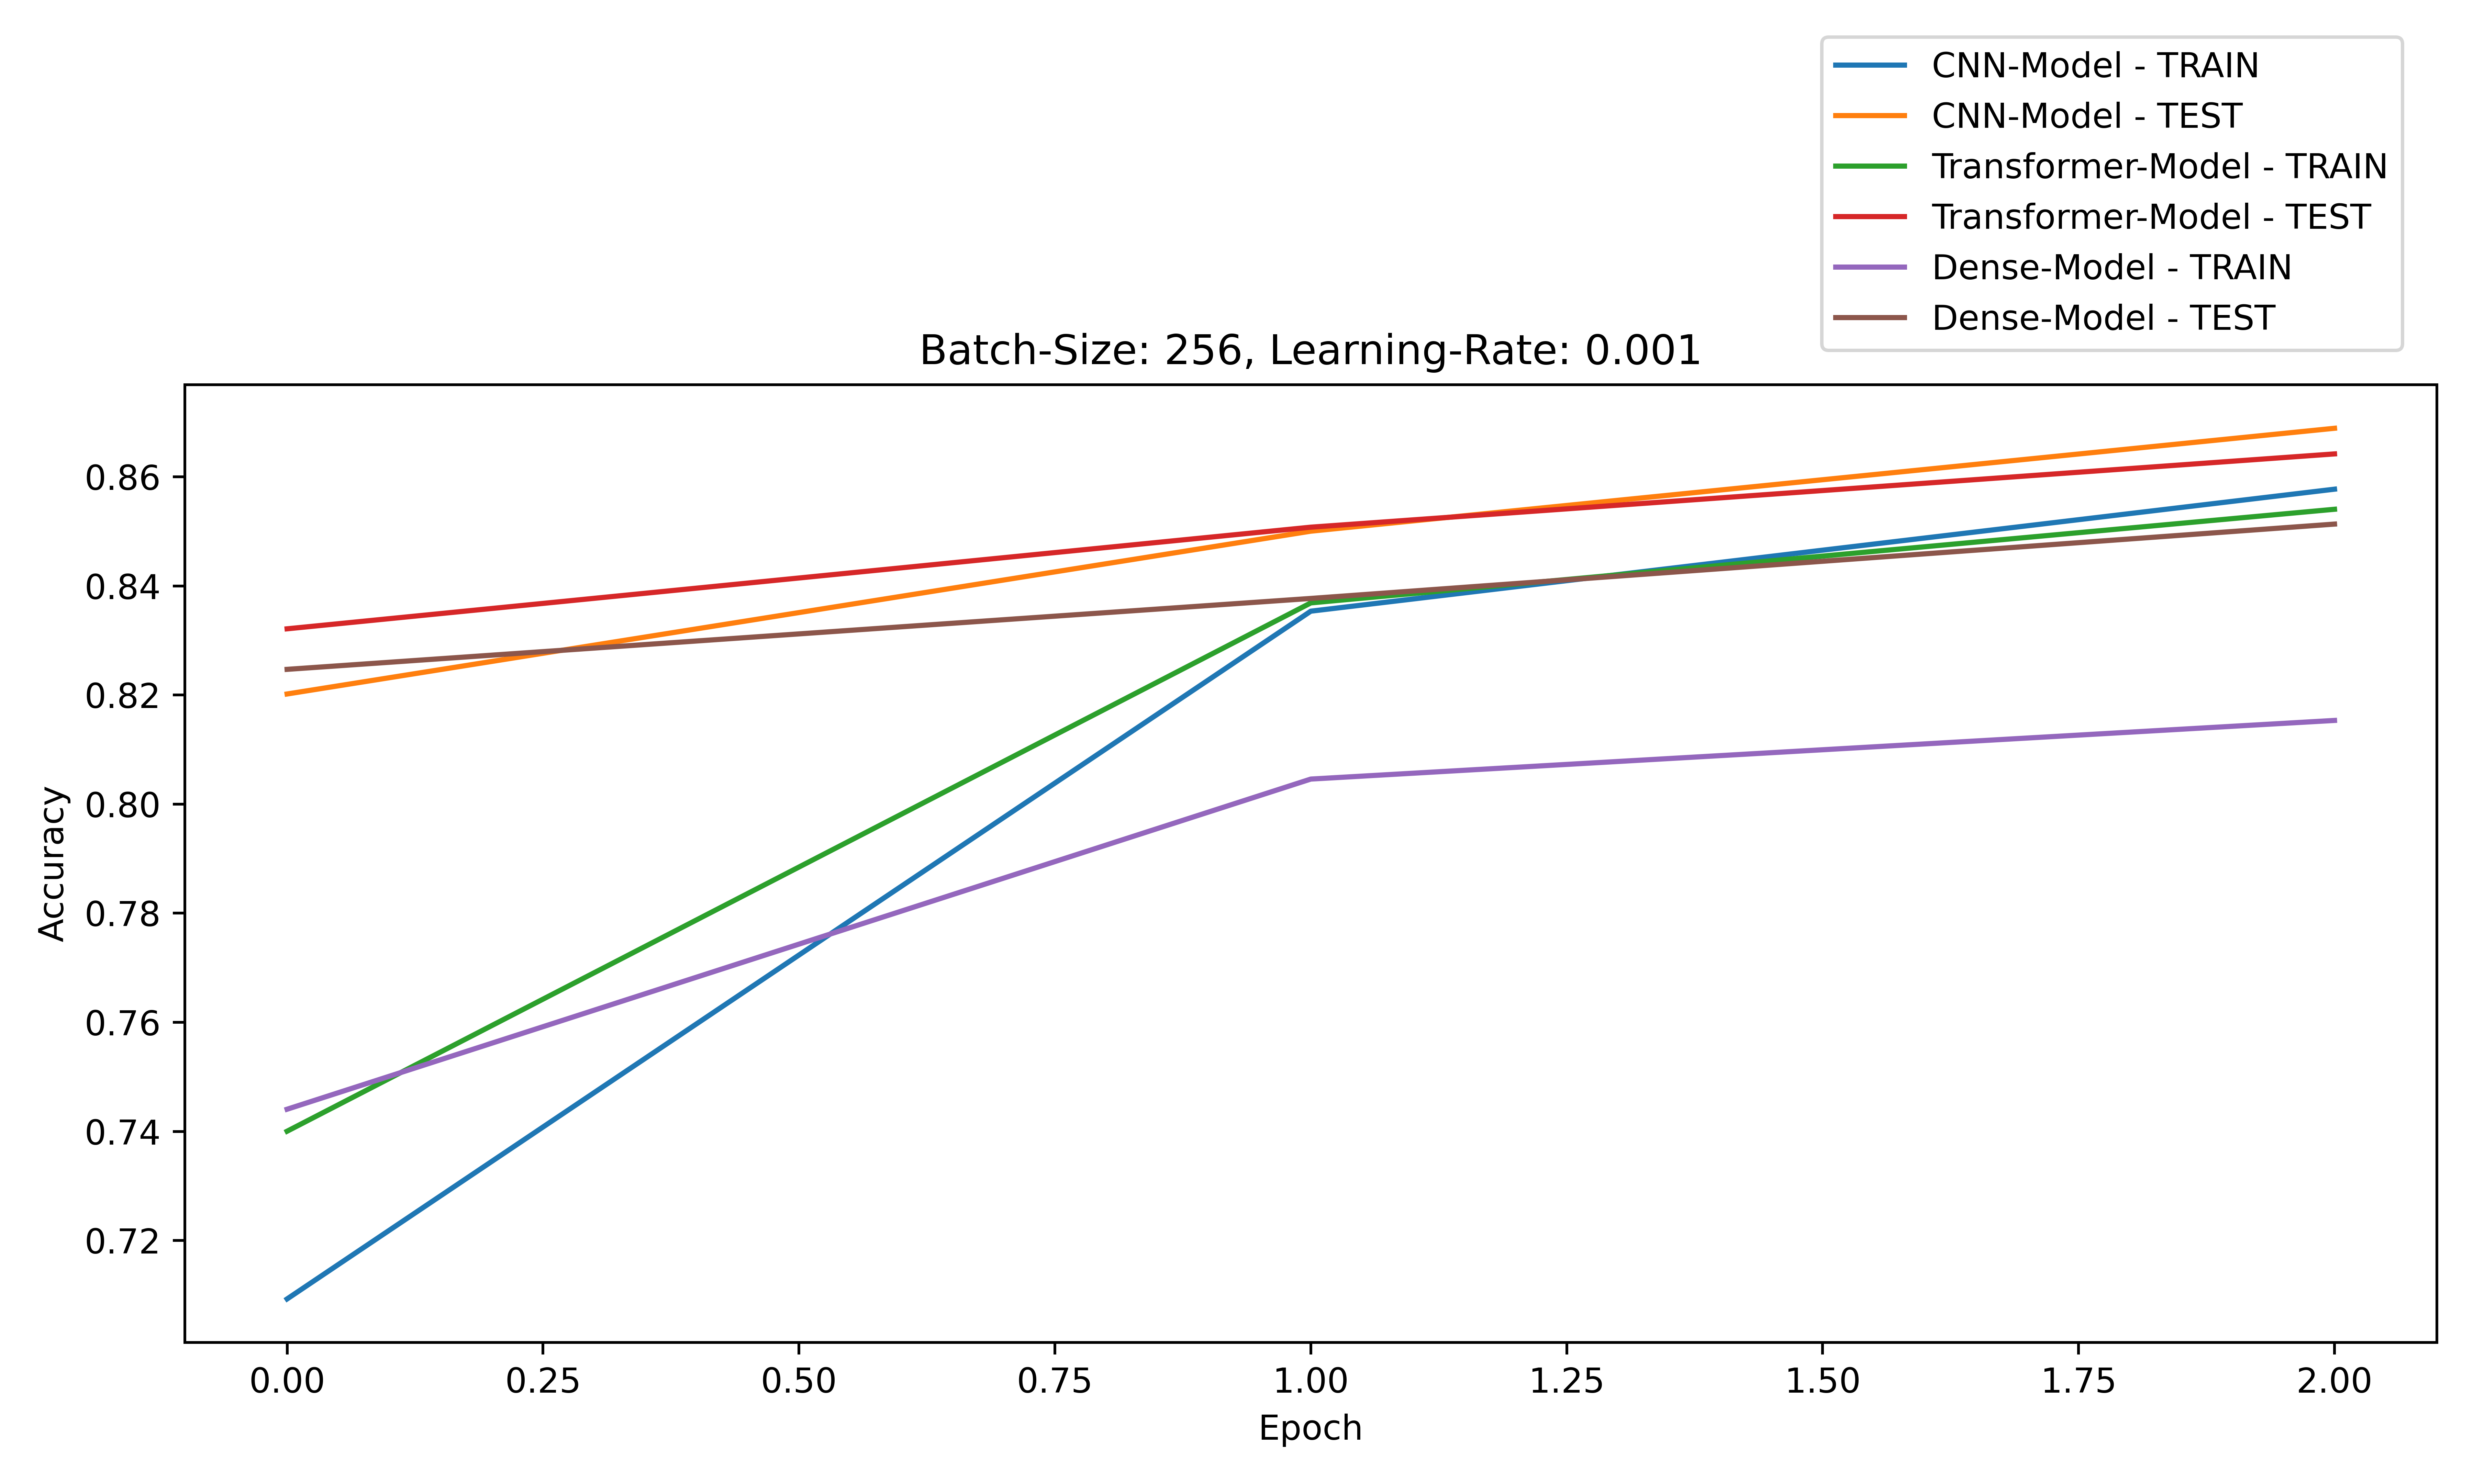 CNN-Model - TRAIN
CNN-Model - TEST
Transformer-Model - TRAIN
Transformer-Model - TEST
Dense-Model - TRAIN
Dense-Model - TEST
Batch-Size: 256, Learning-Rate: 0.001
Accuracy
0.86
0.84
0.82
0.80
0.78
0.76
0.74
0.72
0.00 0.25 0.50 0.75 1.00 1.25 1.50 1.75 2.00
Epoch